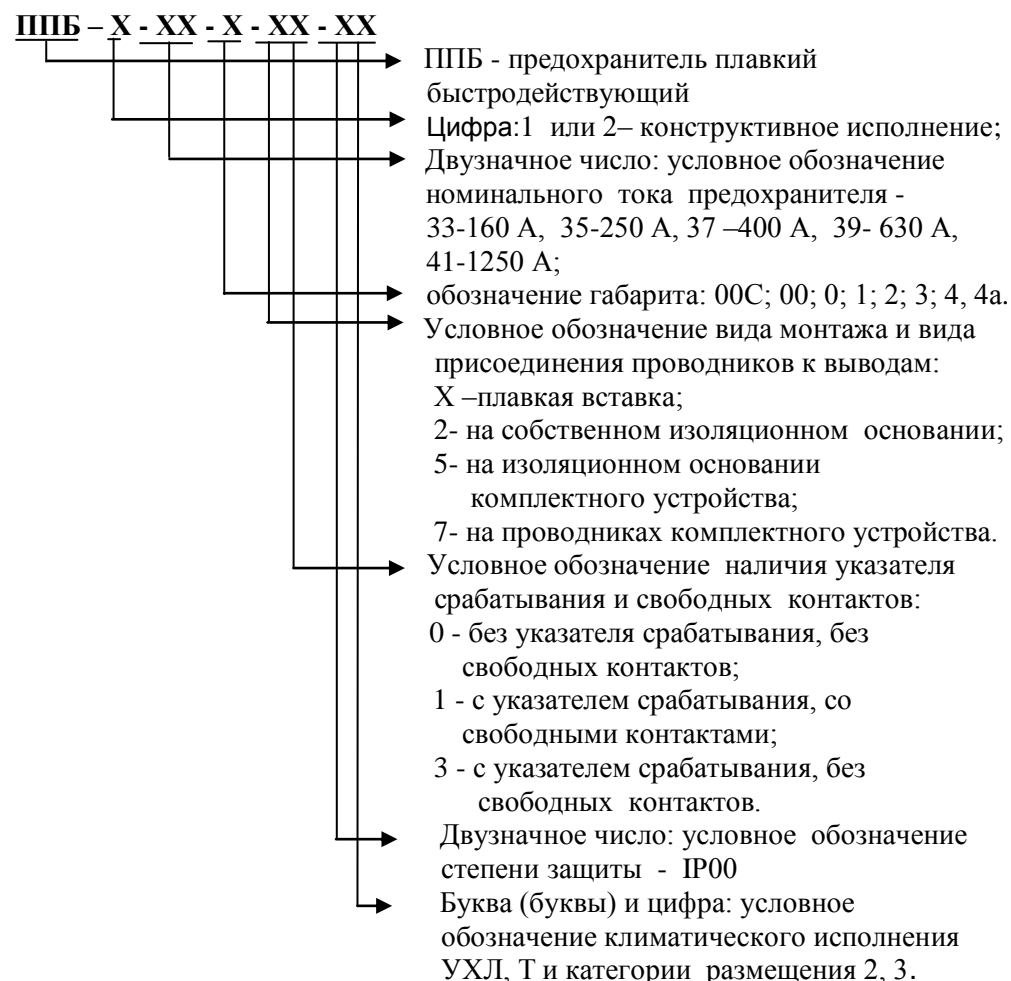 ППБ – Х - ХХ - Х - ХХ - ХХ
ППБ - предохранитель плавкий
быстродействующий
Цифра:1 или 2– конструктивное исполнение;
Двузначное число: условное обозначение
номинального тока предохранителя -
33-160 А, 35-250 А, 37 –400 А, 39- 630 А,
41-1250 А;
обозначение габарита: 00С; 00; 0; 1; 2; 3; 4, 4а.
Условное обозначение вида монтажа и вида
присоединения проводников к выводам:
Х –плавкая вставка;
2- на собственном изоляционном основании;
5- на изоляционном основании
комплектного устройства;
7- на проводниках комплектного устройства.
Условное обозначение наличия указателя
срабатывания и свободных контактов:
0 - без указателя срабатывания, без
свободных контактов;
1 - с указателем срабатывания, со
свободными контактами;
3 - с указателем срабатывания, без
свободных контактов.
Двузначное число: условное обозначение
степени защиты - IP00
Буква (буквы) и цифра: условное
обозначение климатического исполнения
УХЛ, Т и категории размещения 2, 3.